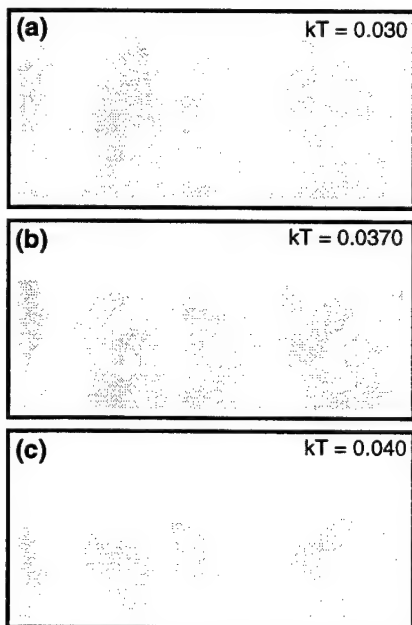 (a) kT = 0.030
(b) kT = 0.0370
(c) kT = 0.040